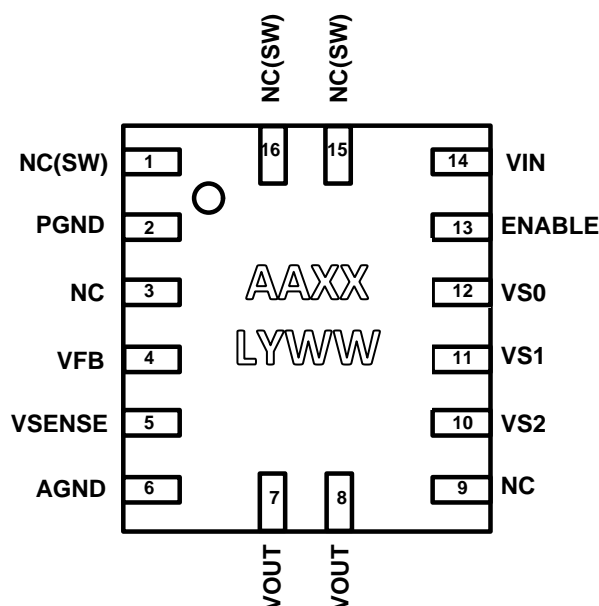 NC(SW)
NC(SW)
16
15
NC(SW)
1
14
VIN
PGND
2
13
ENABLE
NC
3
AAXX
12
VS0
VFB
4
LYWW
11
VS1
VSENSE
5
10
VS2
AGND
6
7
8
9
NC
VOUT
VOUT